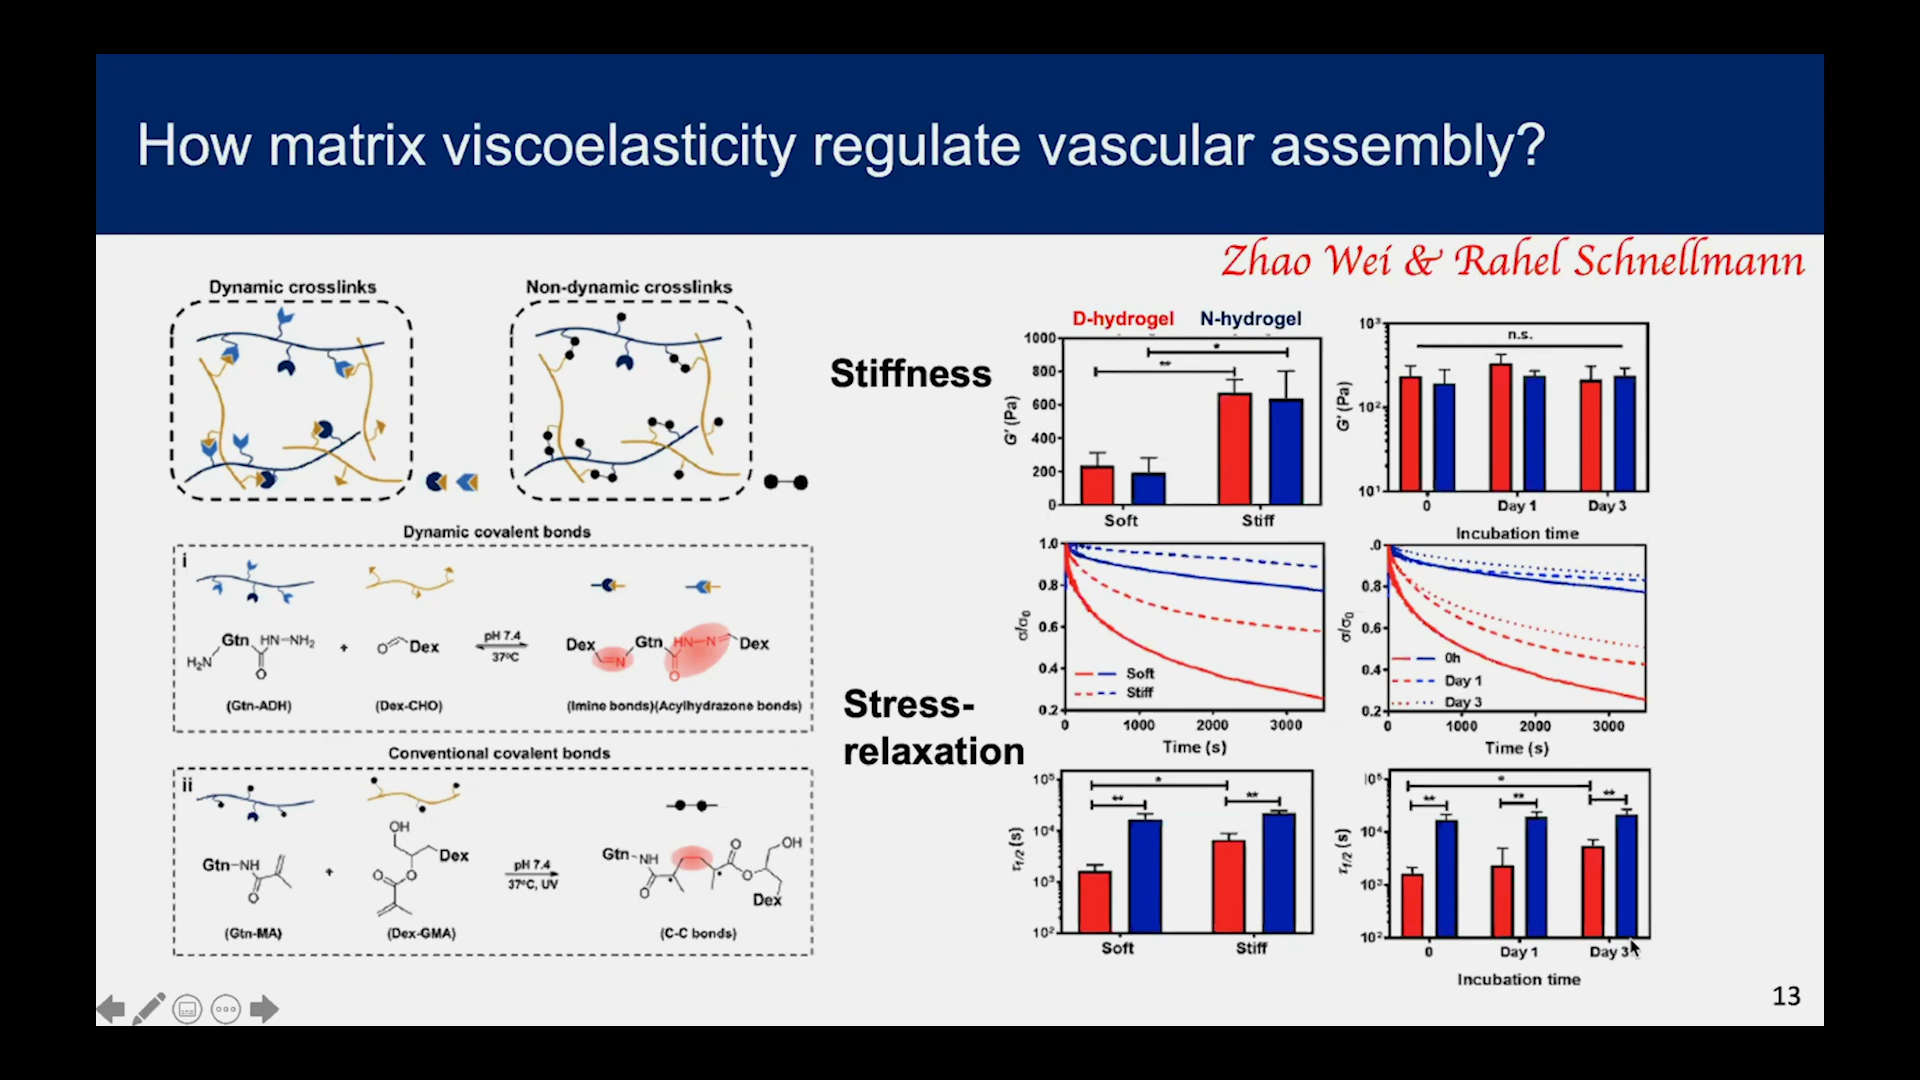 How matrix viscoelasticity regulate vascular assembly?
Zhao Wei & Rahel Schnellmann
Dynamic crosslinks
Non-dynamic crosslinks
Dynamic covalent bonds
i
Gtn HN-NH₂
H₂N
O
+
O Dex
pH 7.4
37ºC
Dex
N
Gtn
HN-N
O
Dex
(Gtn-ADH)
(Dex-CHO)
(Imine bonds)(Acylhydrazone bonds)
Conventional covalent bonds
ii
Gtn-NH
O
+
OH
Dex
O
O
pH 7.4
37ºC, UV
Gtn-NH
O
O
O
OH
Dex
(Gtn-MA)
(Dex-GMA)
(C-C bonds)
Stiffness
D-hydrogel N-hydrogel
1000
800
600
400
200
0
G' (Pa)
*
**
Soft Stiff
10³
10²
10¹
G' (Pa)
n.s.
0 Day 1 Day 3
Incubation time
Stress-
relaxation
1.0
0.8
0.6
0.4
0.2
σ/σ₀
Soft
Stiff
0 1000 2000 3000
Time (s)
.0
0.8
0.6
0.4
0.2
σ/σ₀
0h
Day 1
Day 3
0 1000 2000 3000
Time (s)
10⁵
10⁴
10³
10²
τ1/2 (s)
*
** **
Soft Stiff
10⁴
10³
10²
τ1/2 (s)
*
** ** **
0 Day 1 Day 3
Incubation time
13